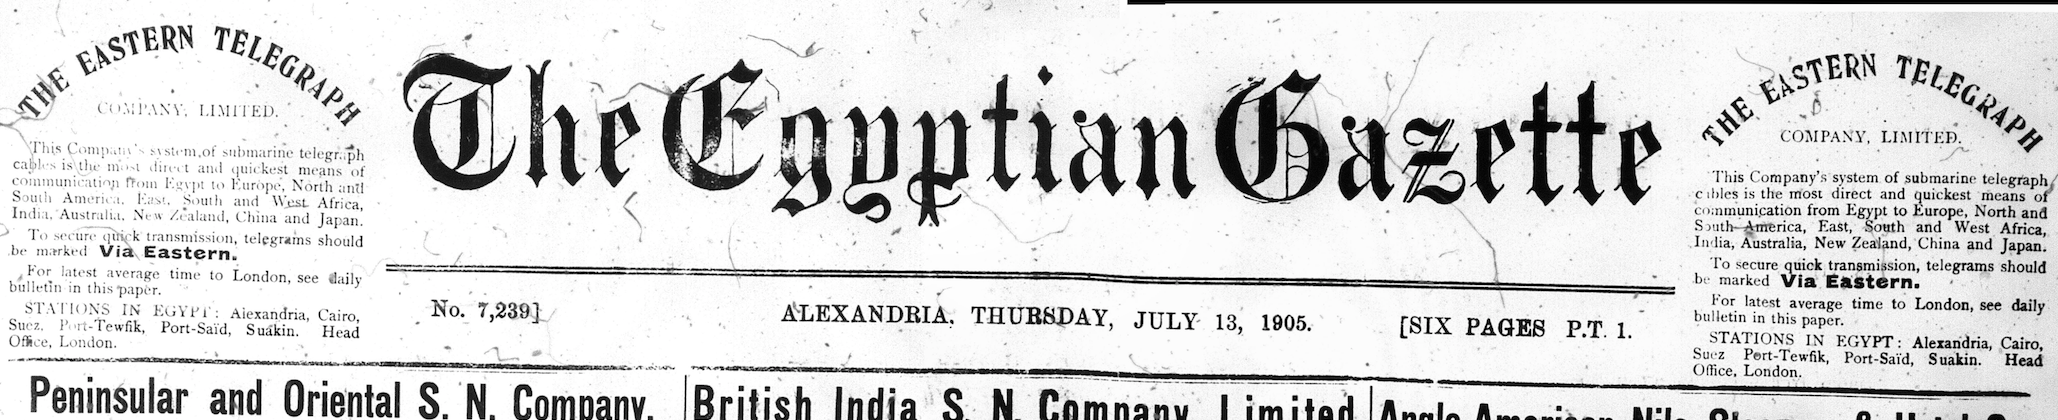 THE EASTERN TELEGRAPH
COMPANY, LIMITED.
This Company's system of submarine telegraph
cables is the most direct and quickest means of
communication from Egypt to Europe, North and
South America, East, South and West Africa,
India, Australia, New Zealand, China and Japan.
To secure quick transmission, telegrams should
be marked Via Eastern.
For latest average time to London, see daily
bulletin in this paper.
STATIONS IN EGYPT: Alexandria, Cairo,
Suez. Port-Tewfik, Port-Saïd, Suakin. Head
Office, London.
The Egyptian Gazette
No. 7,239]
ALEXANDRIA, THURSDAY, JULY 13, 1905.
[SIX PAGES P.T. 1.
THE EASTERN TELEGRAPH
COMPANY, LIMITED.
This Company's system of submarine telegraph
cables is the most direct and quickest means of
communication from Egypt to Europe, North and
South America, East, South and West Africa,
India, Australia, New Zealand, China and Japan.
To secure quick transmission, telegrams should
be marked Via Eastern.
For latest average time to London, see daily
bulletin in this paper.
STATIONS IN EGYPT: Alexandria, Cairo,
Suez Port-Tewfik, Port-Saïd, Suakin. Head
Office, London.
Peninsular and Oriental S. N. Company.
British India S. N. Company Limited
Anglo-American Nile